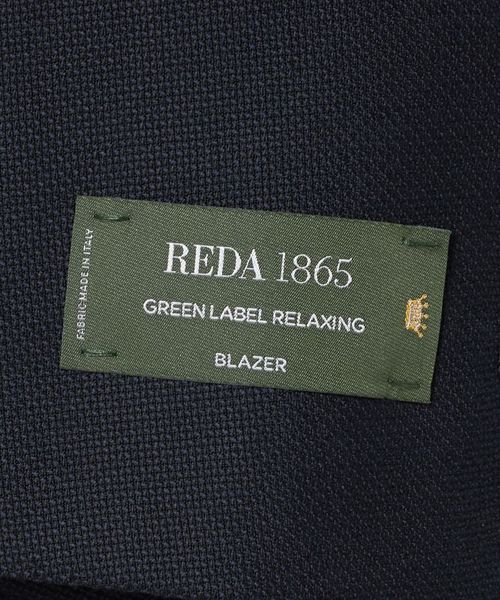 REDA 1865
GREEN LABEL RELAXING
BLAZER
FABRIC MADE IN ITALY